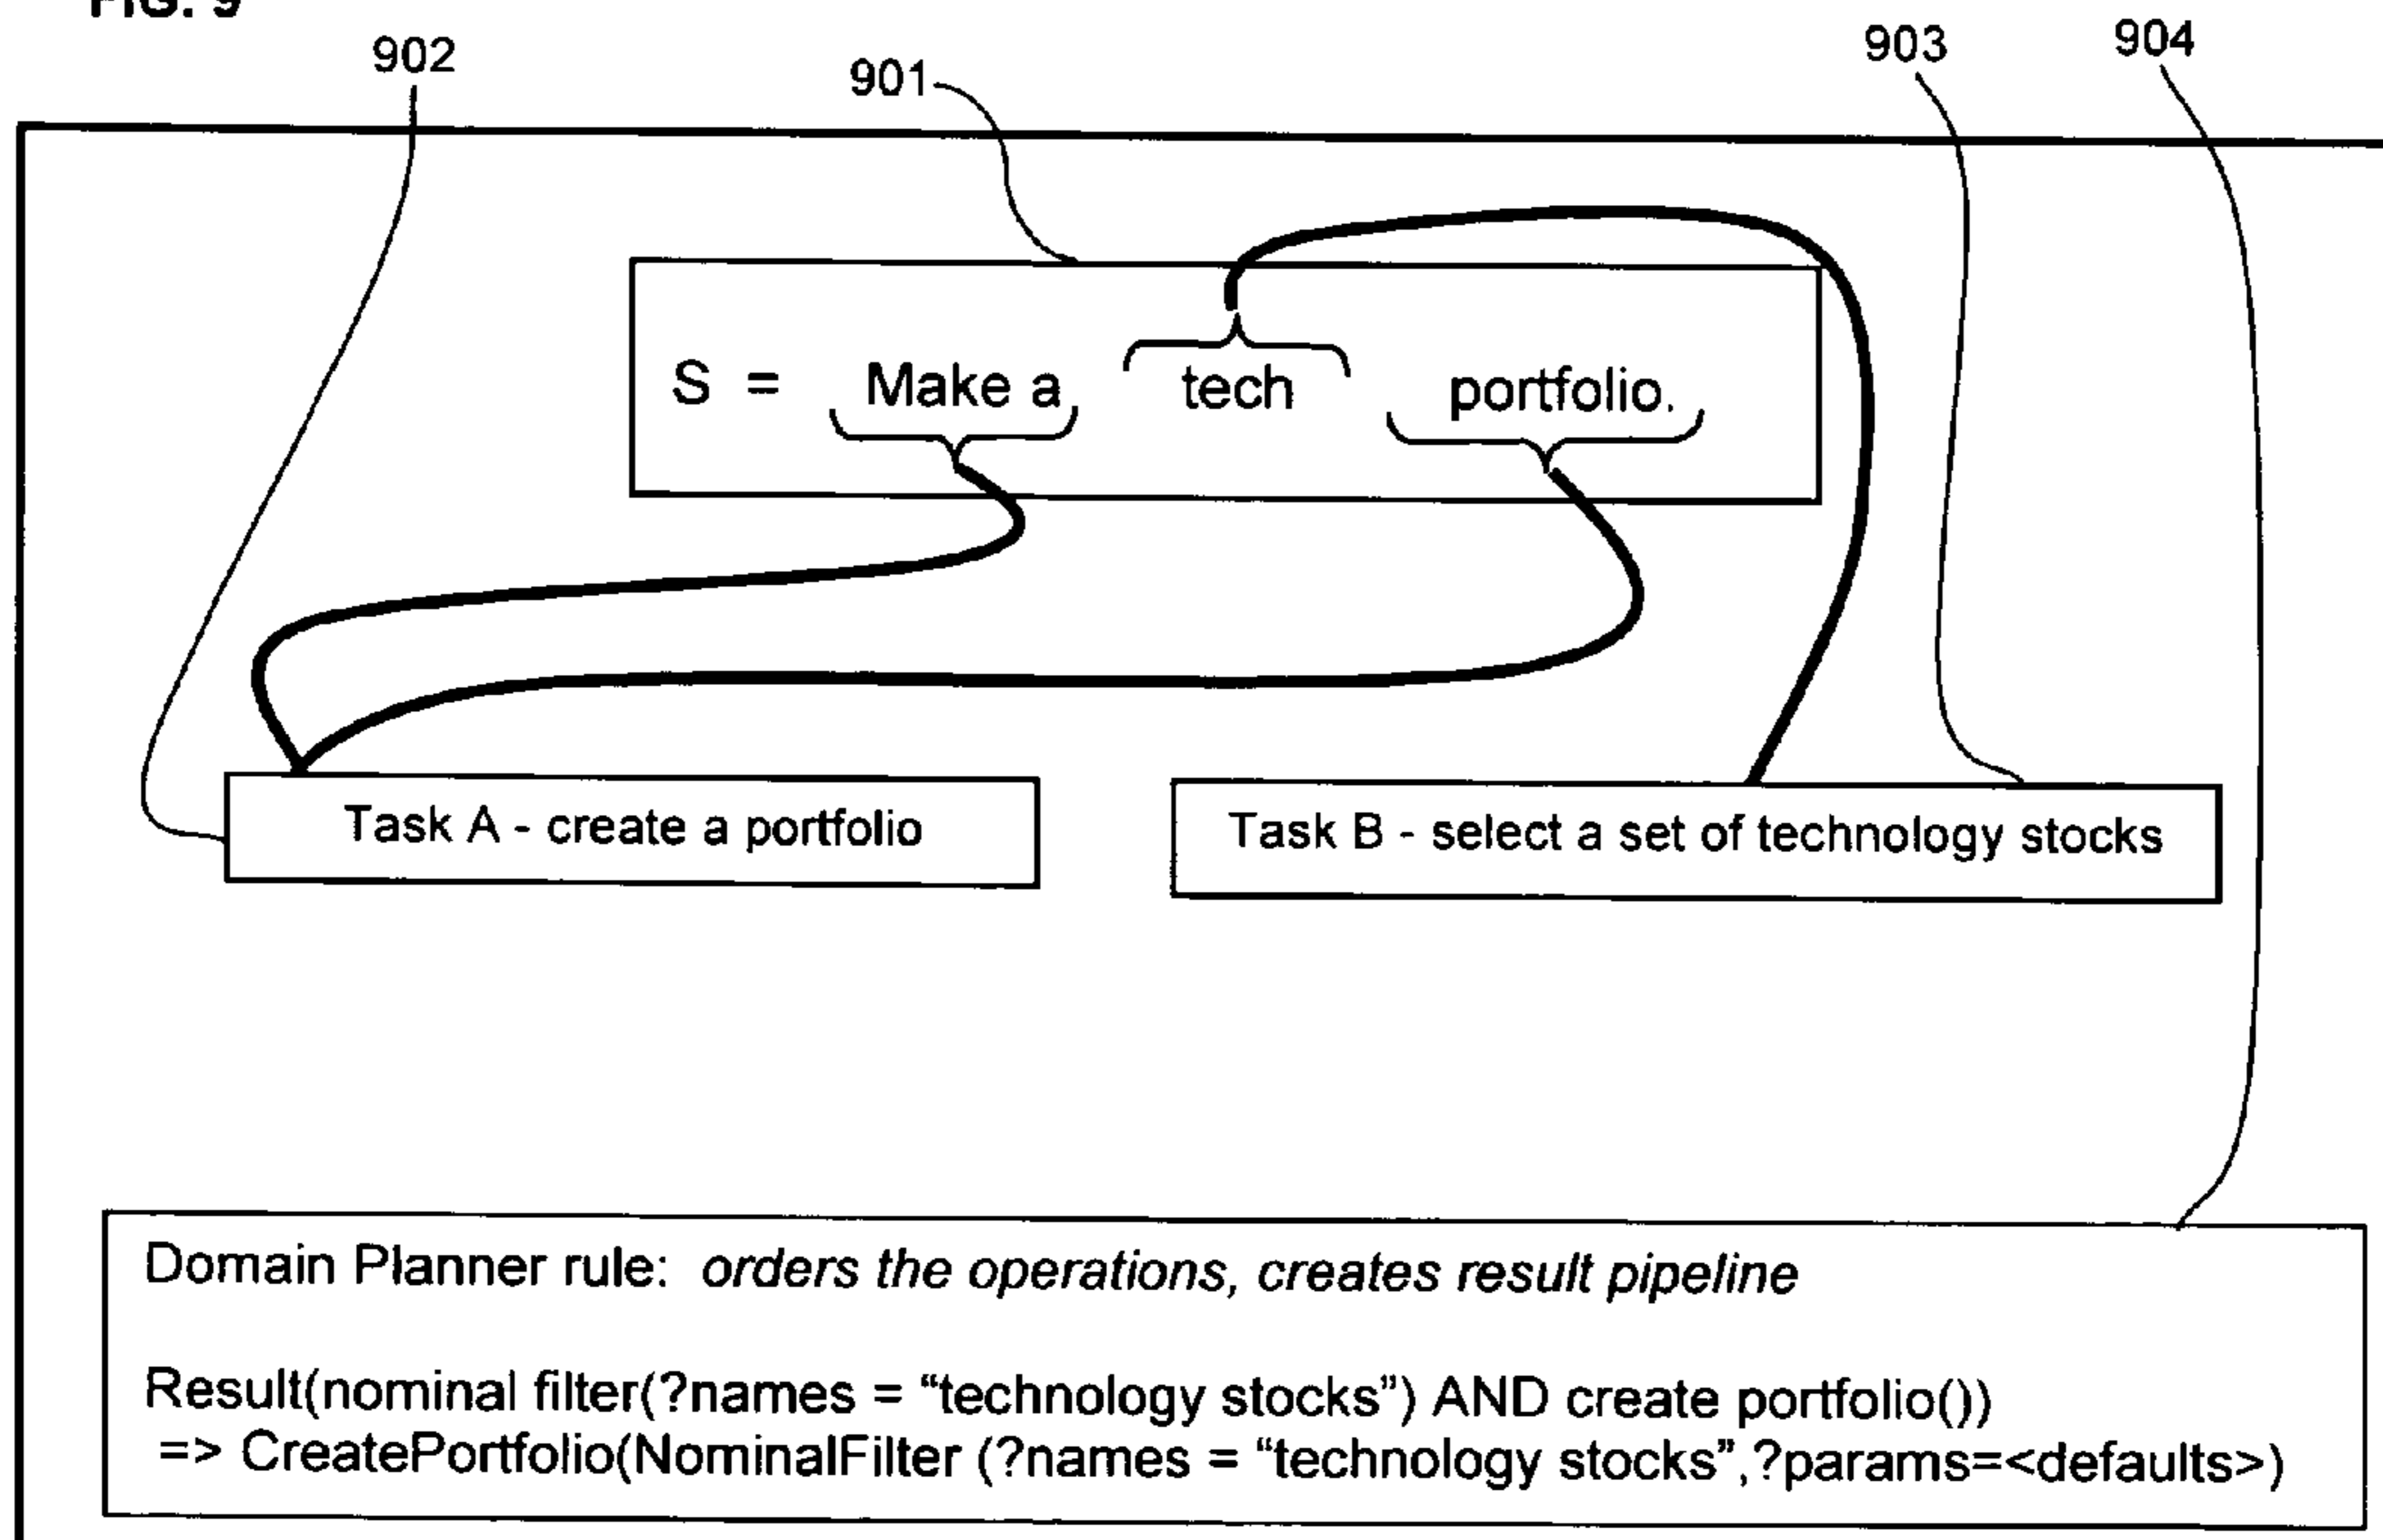 FIG. 9
902
901
903
904
S = Make a tech portfolio.
Task A - create a portfolio
Task B - select a set of technology stocks
Domain Planner rule: orders the operations, creates result pipeline
Result(nominal filter(?names = “technology stocks”) AND create portfolio())
=> CreatePortfolio(NominalFilter (?names = “technology stocks”,?params=<defaults>)